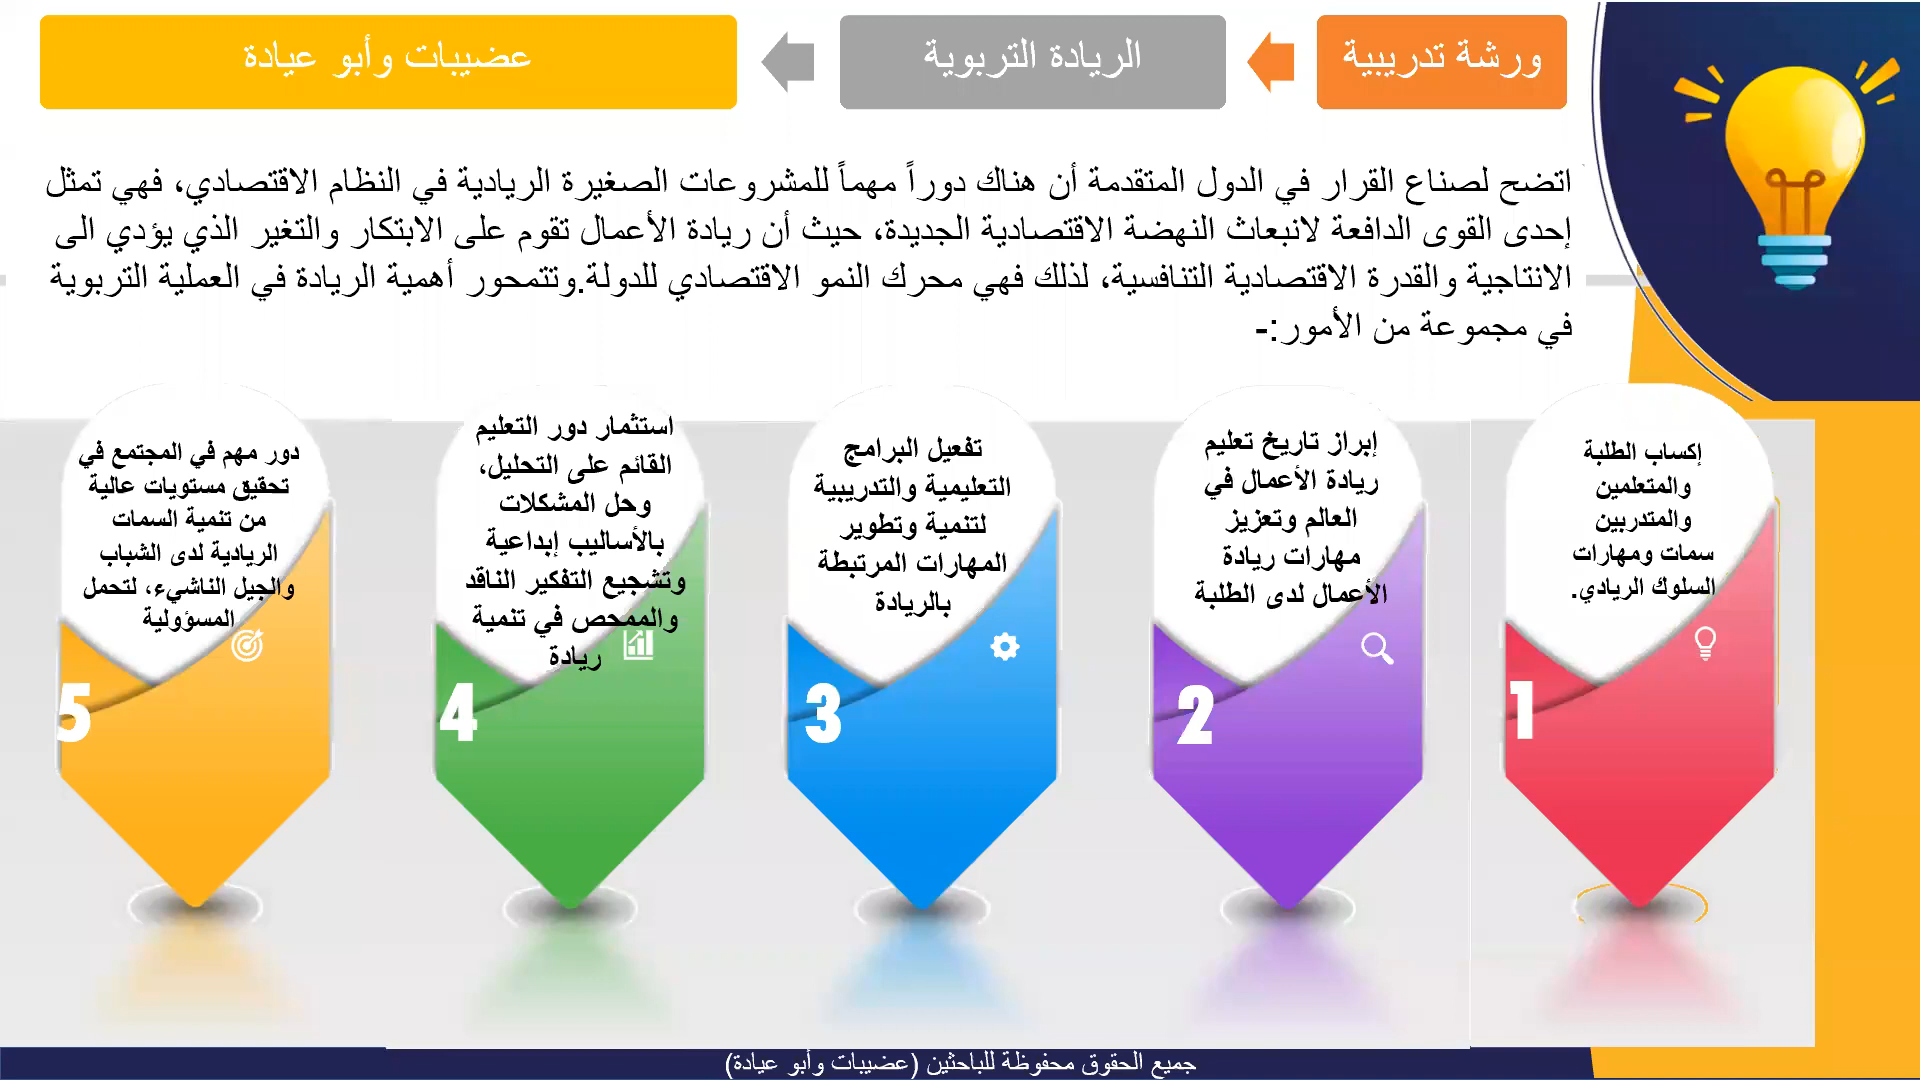 ورشة تدريبية
الريادة التربوية
عضيبات وأبو عيادة
اتضح لصناع القرار في الدول المتقدمة أن هناك دوراً مهماً للمشروعات الصغيرة الريادية في النظام الاقتصادي، فهي تمثل
إحدى القوى الدافعة لانبعاث النهضة الاقتصادية الجديدة، حيث أن ريادة الأعمال تقوم على الابتكار والتغير الذي يؤدي الى
الانتاجية والقدرة الاقتصادية التنافسية، لذلك فهي محرك النمو الاقتصادي للدولة.وتتمحور أهمية الريادة في العملية التربوية
في مجموعة من الأمور:-
إكساب الطلبة
والمتعلمين
والمتدربين
سمات ومهارات
السلوك الريادي.
1
إبراز تاريخ تعليم
ريادة الأعمال في
العالم وتعزيز
مهارات ريادة
الأعمال لدى الطلبة
2
تفعيل البرامج
التعليمية والتدريبية
لتنمية وتطوير
المهارات المرتبطة
بالريادة
3
استثمار دور التعليم
القائم على التحليل،
وحل المشكلات
بالأساليب إبداعية
وتشجيع التفكير الناقد
والممحص في تنمية
ريادة
4
دور مهم في المجتمع في
تحقيق مستويات عالية
من تنمية السمات
الريادية لدى الشباب
والجيل الناشيء، لتحمل
المسؤولية
5
جميع الحقوق محفوظة للباحثين (عضيبات وأبو عيادة)